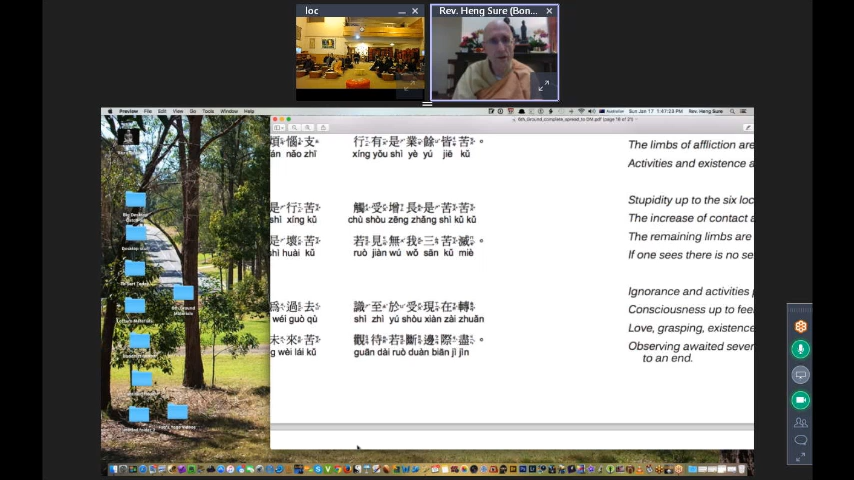 loc
Rev. Heng Sure (Bon...
Preview File Edit View Go Tools Window Help
Sun Jan 17 1:47:23 PM Rev. Heng Sure
煩惱支 行有是業餘皆苦。
án nǎo zhī xíng yǒu shì yè yú jiē kǔ
The limbs of affliction are
Activities and existence a
是行苦 觸受增長是苦苦
shì xíng kǔ chù shòu zēng zhǎng shì kǔ kǔ
是壞苦 若見無我三苦滅。
shì huài kǔ ruò jiàn wú wǒ sān kǔ miè
Stupidity up to the six loc
The increase of contact a
The remaining limbs are
If one sees there is no se
為過去 識至於受現在轉
wéi guò qù shì zhì yú shòu xiàn zài zhuǎn
未來苦 觀待若斷邊際盡。
g wèi lái kǔ guān dài ruò duàn biān jì jìn
Ignorance and activities p
Consciousness up to fee
Love, grasping, existence
Observing awaited sever
to an end.